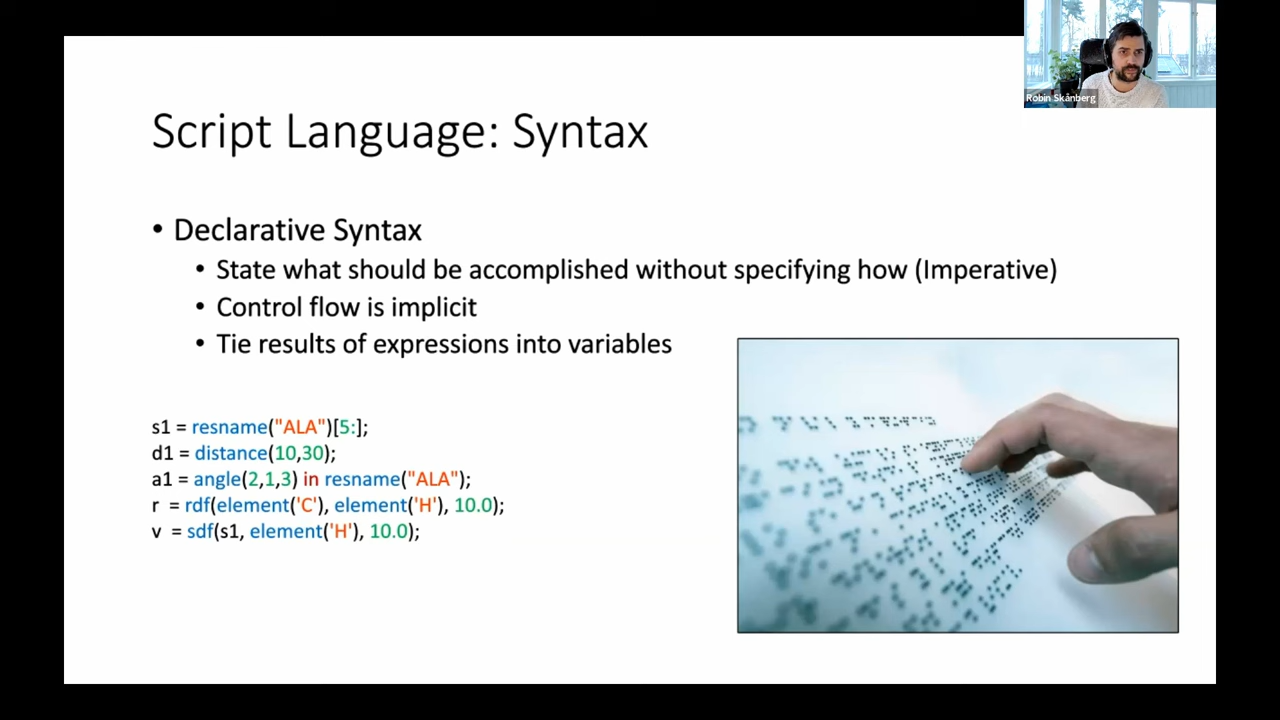 Robin Skånberg
Script Language: Syntax
• Declarative Syntax
• State what should be accomplished without specifying how (Imperative)
• Control flow is implicit
• Tie results of expressions into variables
s1 = resname("ALA")[5:];
d1 = distance(10,30);
a1 = angle(2,1,3) in resname("ALA");
r = rdf(element('C'), element('H'), 10.0);
v = sdf(s1, element('H'), 10.0);